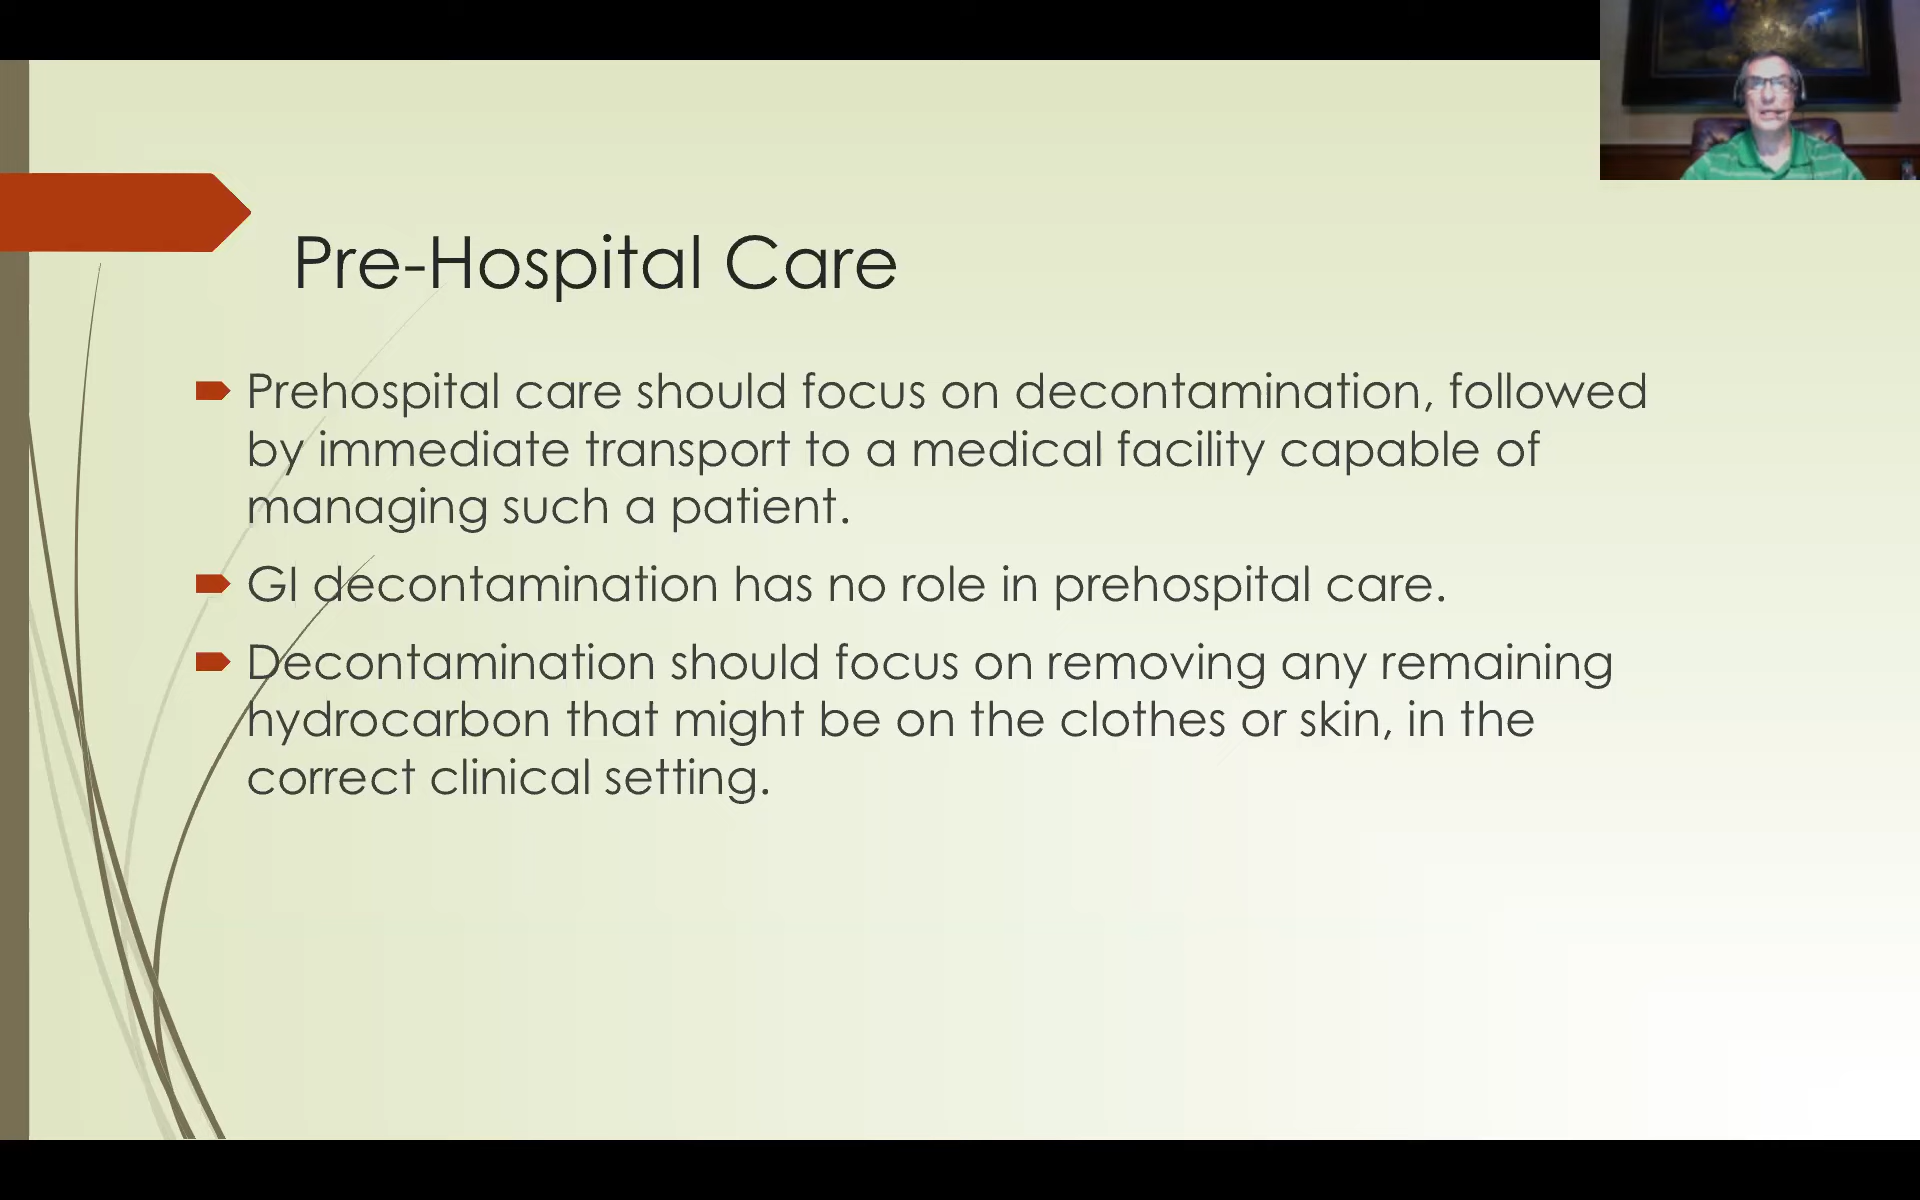 Pre-Hospital Care
Prehospital care should focus on decontamination, followed
by immediate transport to a medical facility capable of
managing such a patient.
GI decontamination has no role in prehospital care.
Decontamination should focus on removing any remaining
hydrocarbon that might be on the clothes or skin, in the
correct clinical setting.